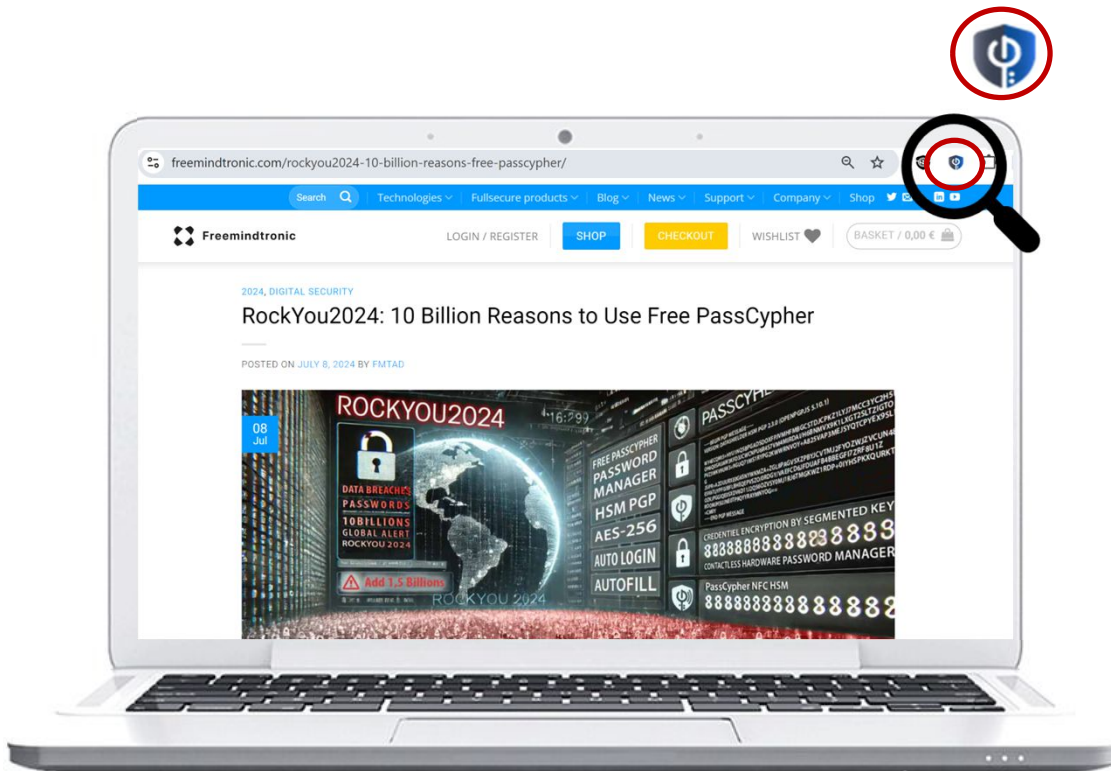 freemindtronic.com/rockyou2024-10-billion-reasons-free-passcypher/
Search Technologies Fullsecure products Blog News Support Company Shop
Freemindtronic LOGIN / REGISTER SHOP CHECKOUT WISHLIST BASKET / 0,00 €
2024, DIGITAL SECURITY
RockYou2024: 10 Billion Reasons to Use Free PassCypher
POSTED ON JULY 8, 2024 BY FMTAD
08
Jul
ROCKYOU2024
DATA BREACHES
PASSWORDS
10BILLIONS
GLOBAL ALERT
ROCKYOU 2024
Add 1,5 Billions
ROCKYOU 2024
16:299
FREE PASSCYPHER
PASSWORD
MANAGER
HSM PGP
AES-256
AUTO LOGIN
AUTOFILL
CREDENTIEL ENCRYPTION BY SEGMENTED KEY
CONTACTLESS HARDWARE PASSWORD MANAGER
PassCypher NFC HSM